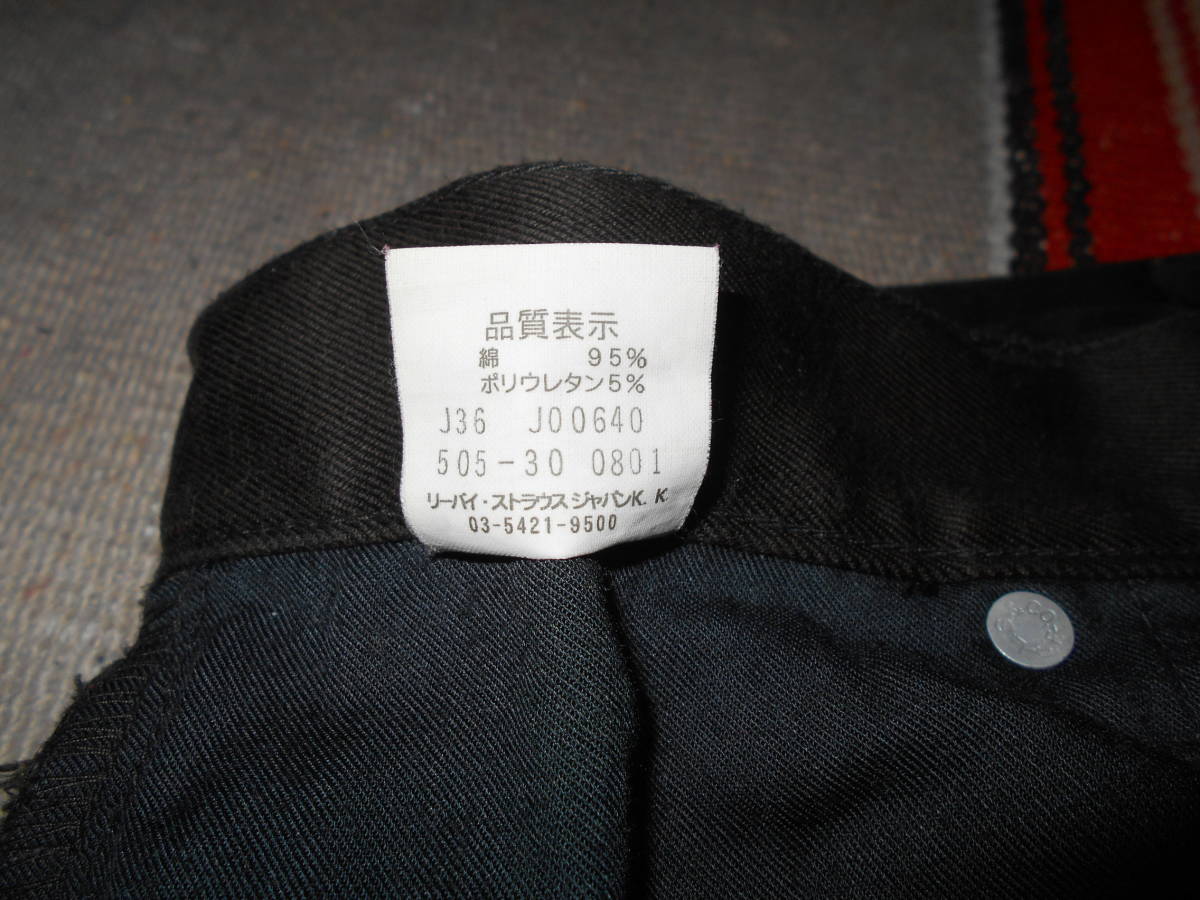 品質表示
綿 95%
ポリウレタン5%
J36 J00640
505-30 0801
リーバイ・ストラウスジャパンK.K.
03-5421-9500